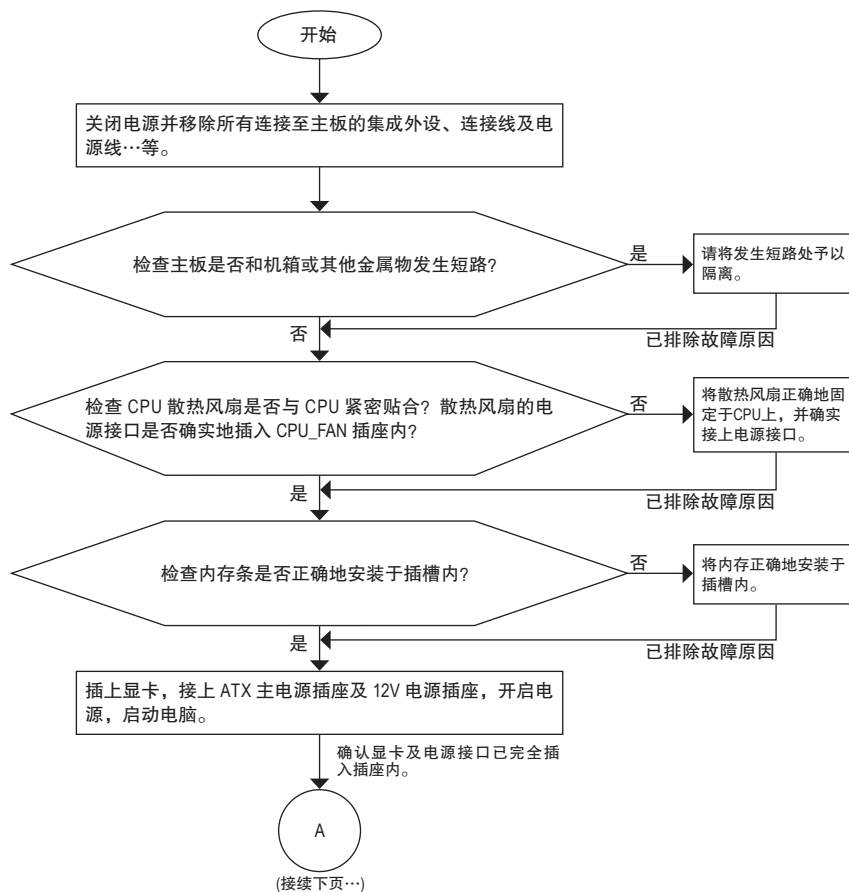 开始
关闭电源并移除所有连接至主板的集成外设、连接线及电
源线…等。
检查主板是否和机箱或其他金属物发生短路？
是
请将发生短路处予以
隔离。
否
已排除故障原因
检查 CPU 散热风扇是否与 CPU 紧密贴合？散热风扇的电
源接口是否确实地插入 CPU_FAN 插座内？
否
将散热风扇正确地固
定于CPU上，并确实
接上电源接口。
是
已排除故障原因
检查内存条是否正确地安装于插槽内？
否
将内存正确地安装于
插槽内。
是
已排除故障原因
插上显卡，接上 ATX 主电源插座及 12V 电源插座，开启电
源，启动电脑。
确认显卡及电源接口已完全插
入插座内。
A
(接续下页…)